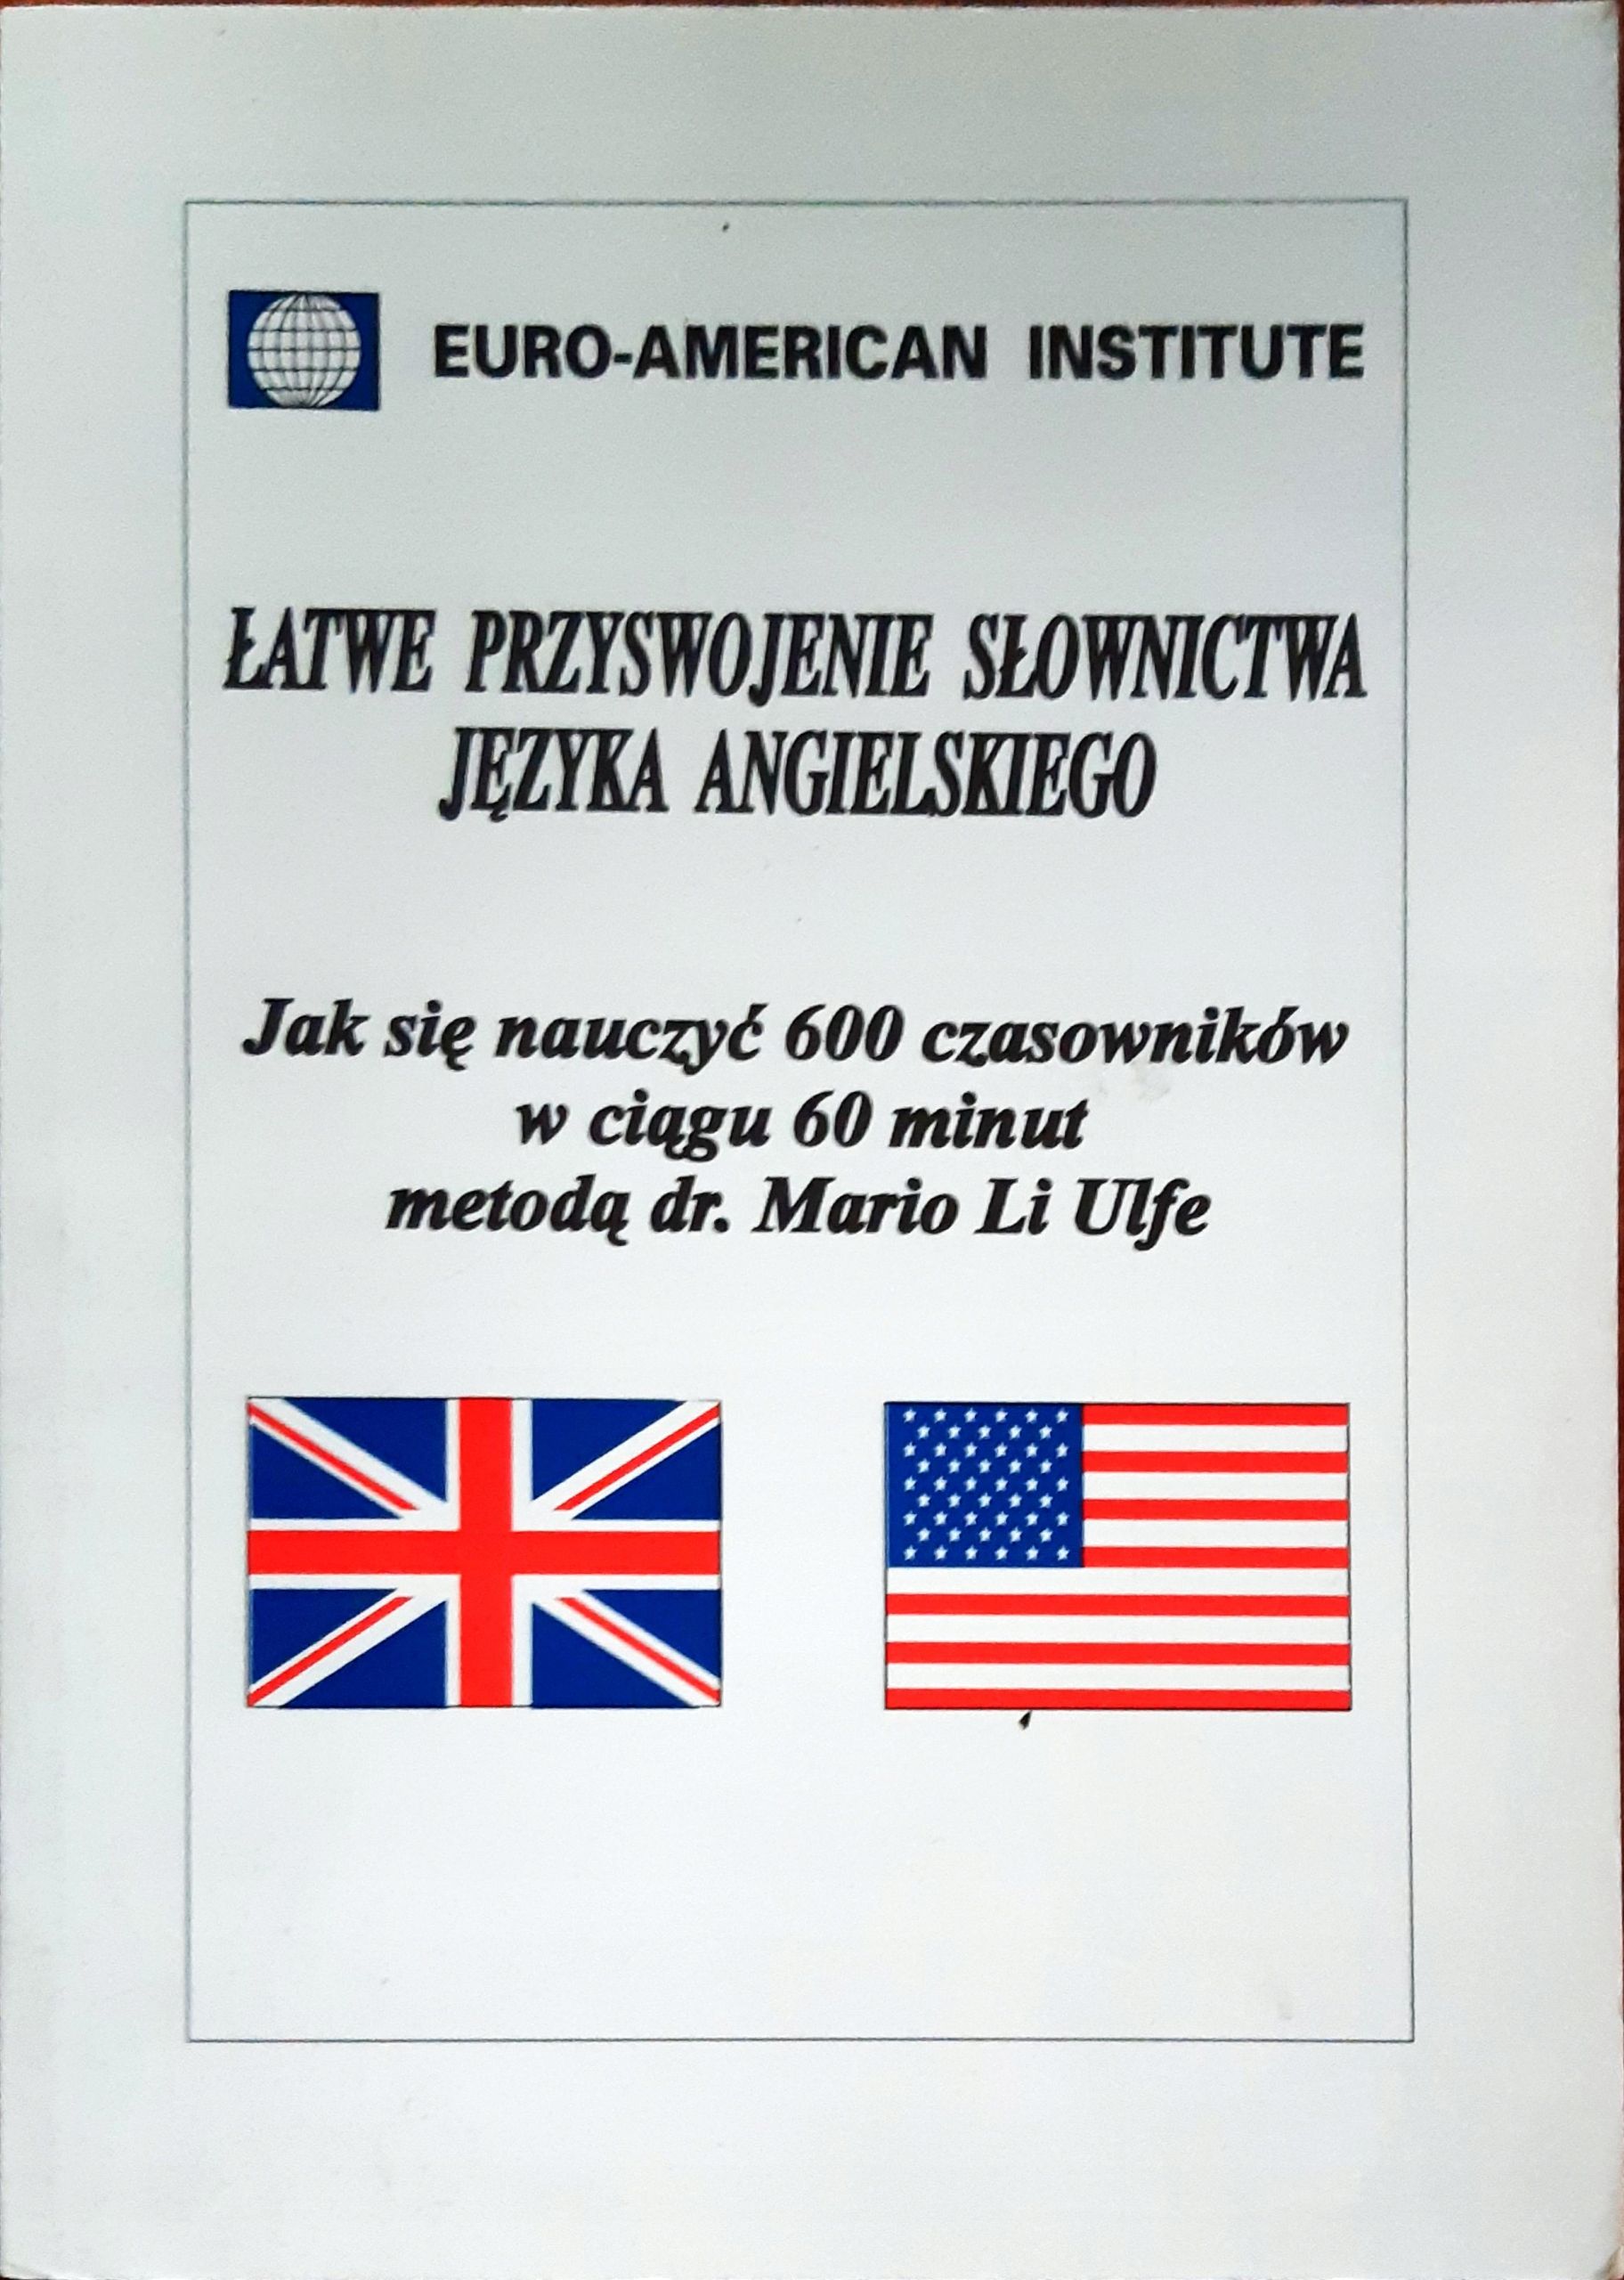 EURO-AMERICAN INSTITUTE
ŁATWE PRZYSWOJENIE SŁOWNICTWA
JĘZYKA ANGIELSKIEGO
Jak się nauczyć 600 czasowników
w ciągu 60 minut
metodą dr. Mario Li Ulfe